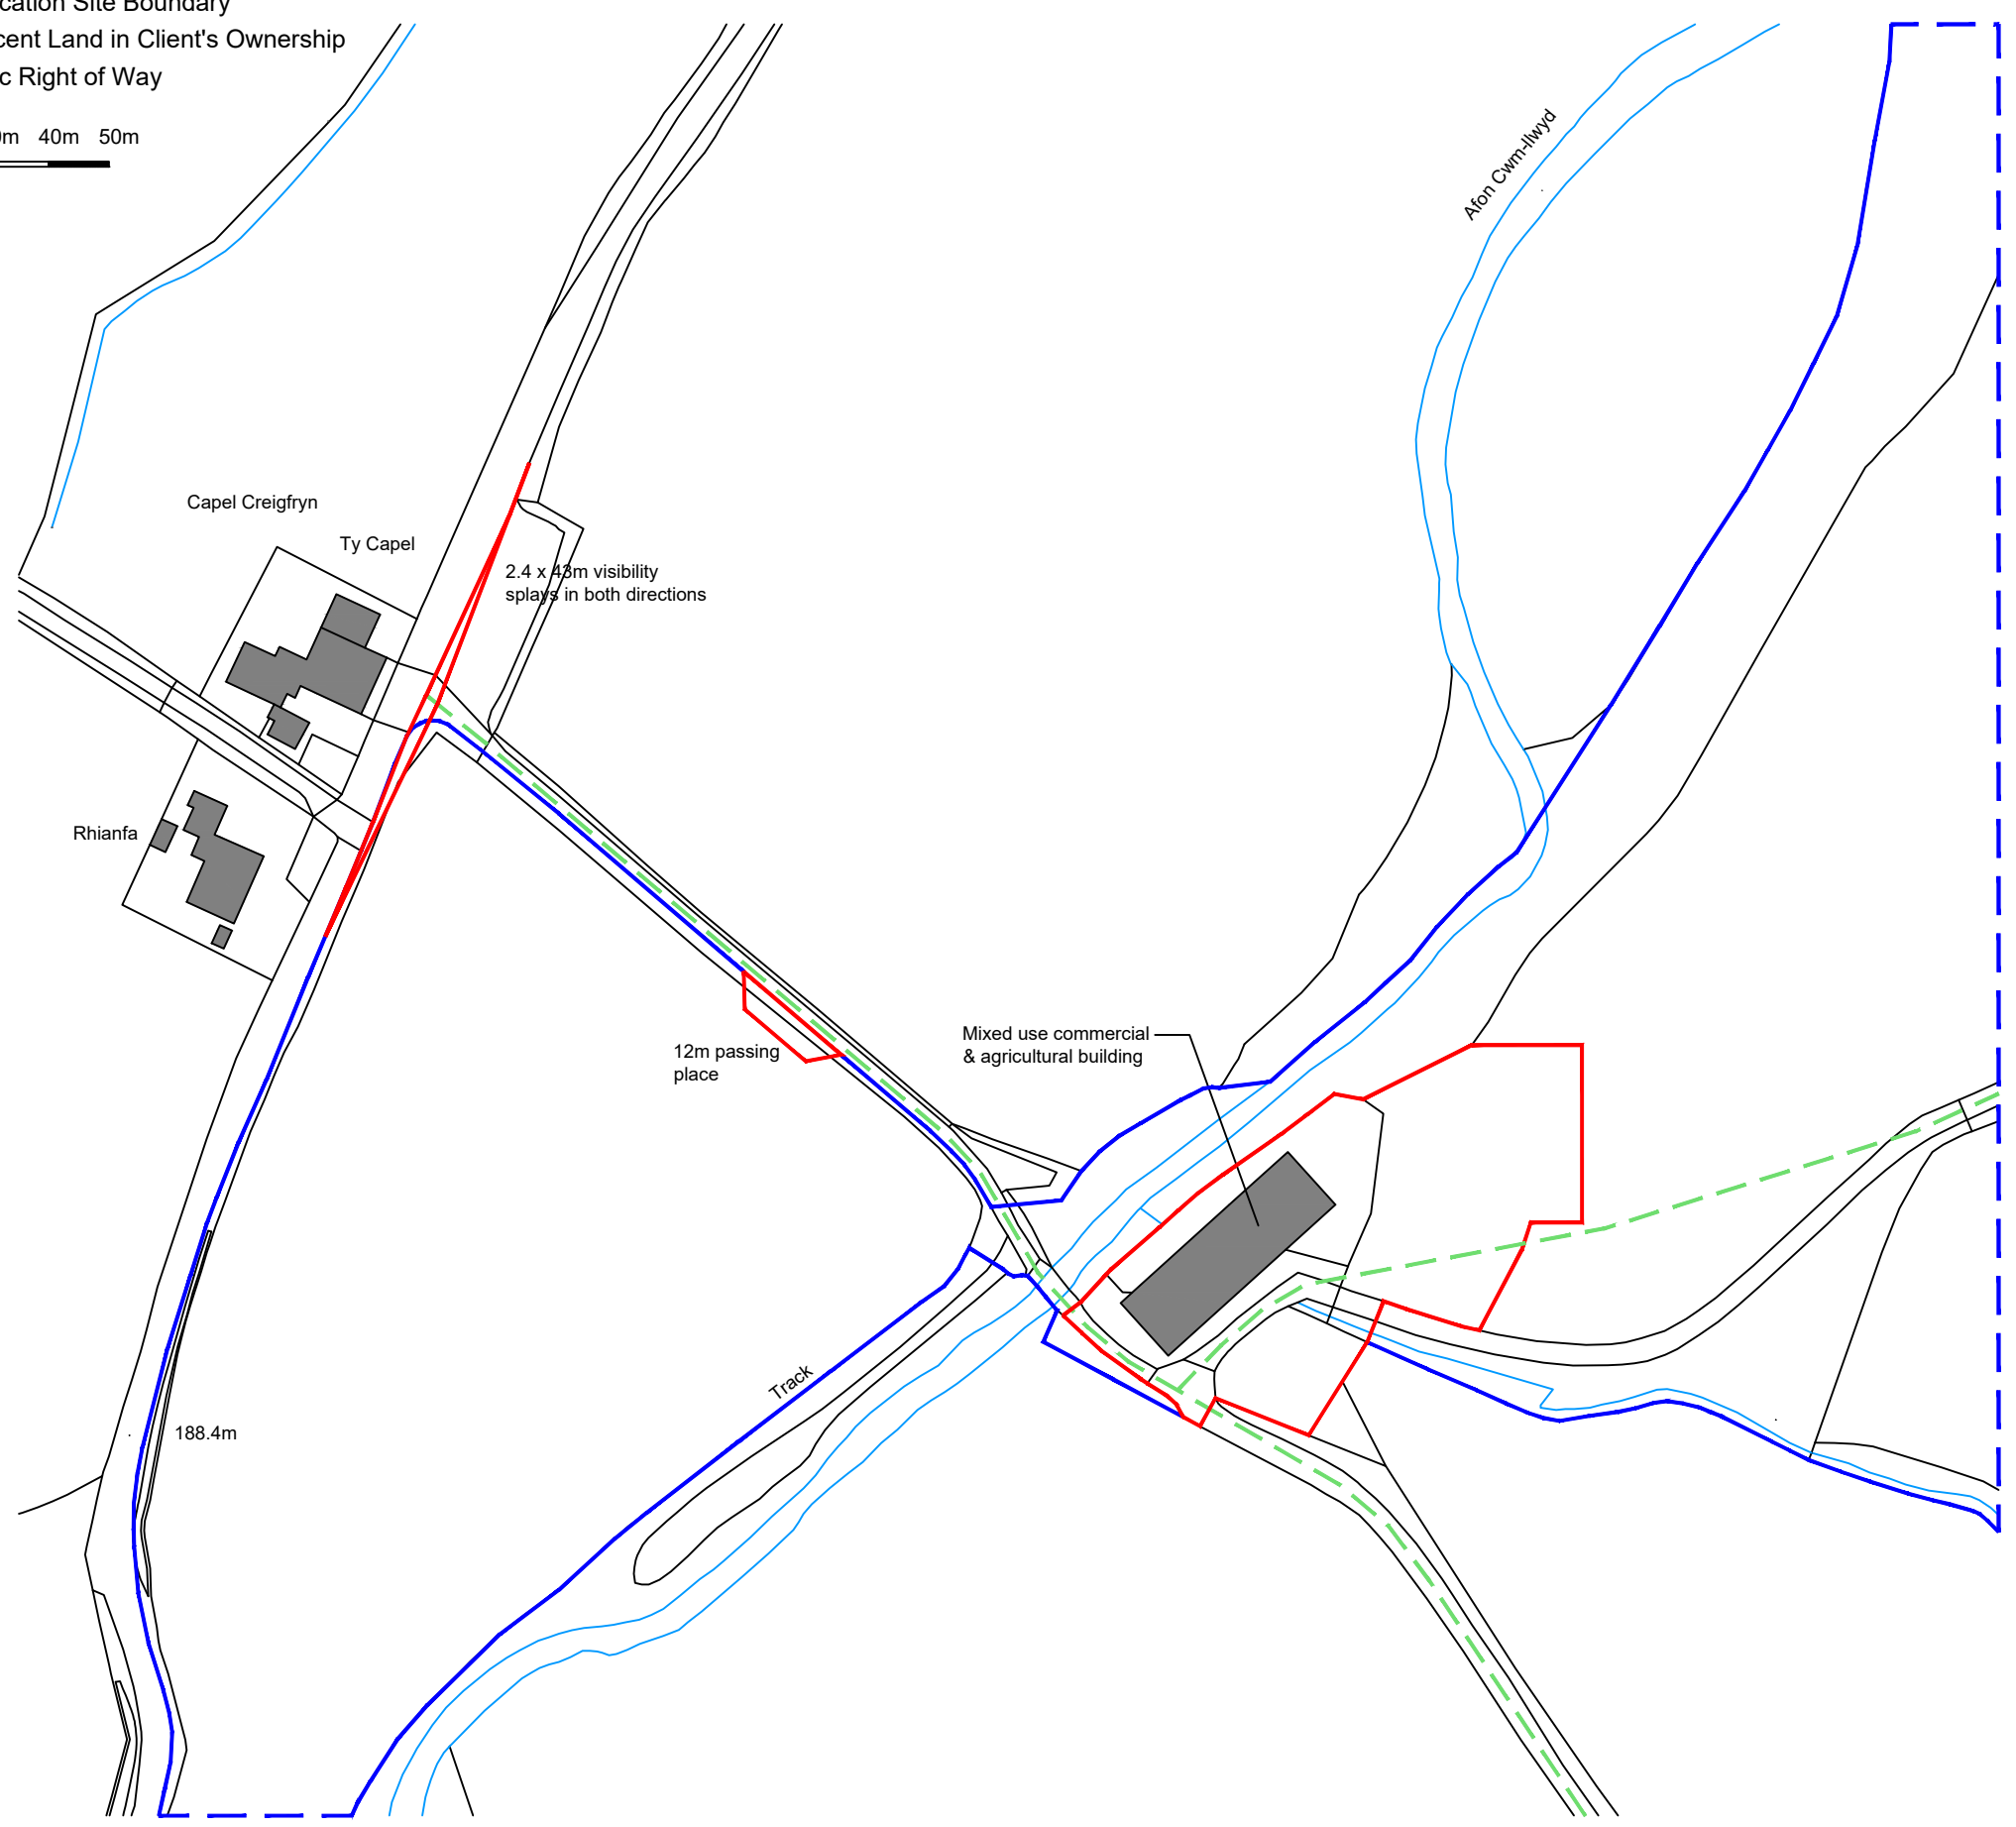 Site Boundary
Land in Client's Ownership
Right of Way
40m 50m
Afon Cwm-llwyd
Capel Creigfryn
Ty Capel
2.4 x 43m visibility
splays in both directions
Rhianfa
Mixed use commercial
& agricultural building
12m passing
place
Track
188.4m